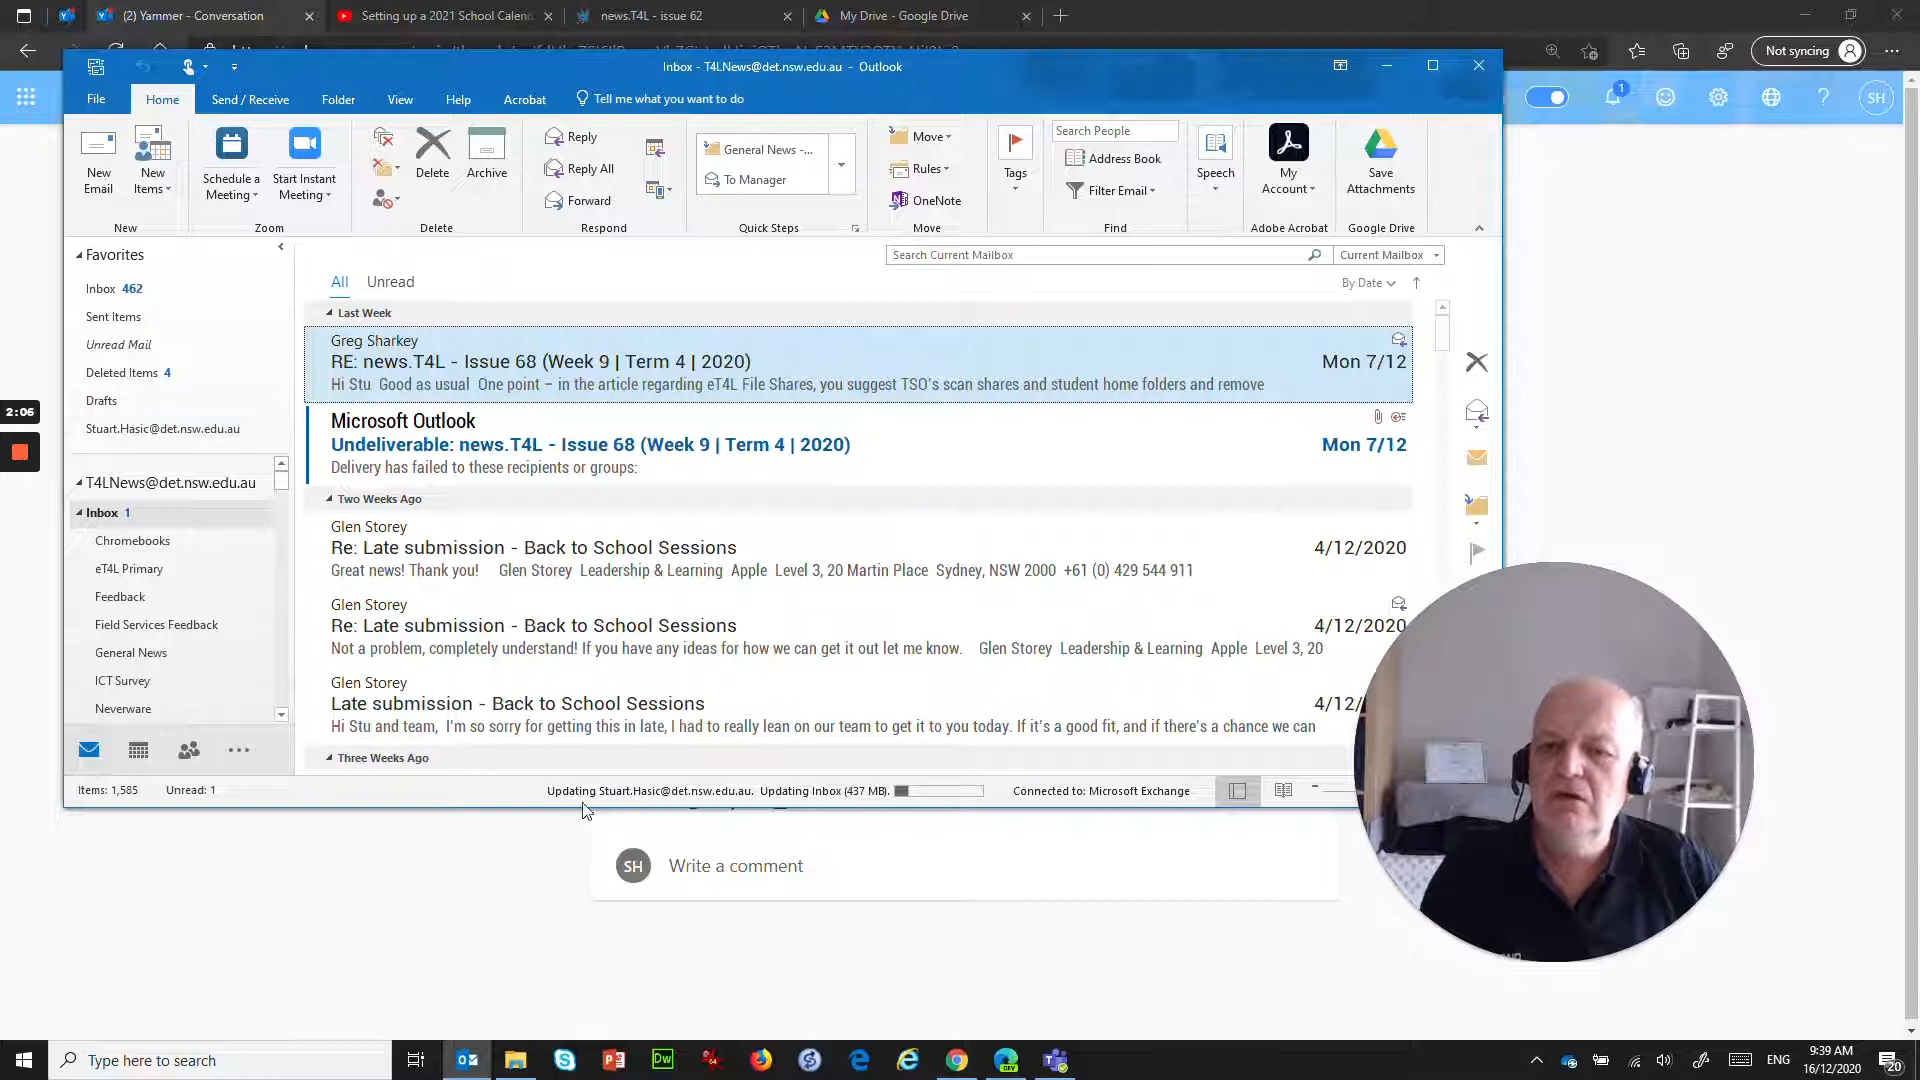 (2) Yammer - Conversation
Setting up a 2021 School Calend
news.T4L - issue 62
My Drive - Google Drive
Not syncing
Inbox - T4LNews@det.nsw.edu.au - Outlook
File
Home
Send / Receive
Folder
View
Help
Acrobat
Tell me what you want to do
1
SH
New Email
New Items
New
Schedule a Meeting
Start Instant Meeting
Zoom
Delete
Archive
Delete
Reply
Reply All
Forward
Respond
General News -...
To Manager
Quick Steps
Move
Rules
OneNote
Move
Tags
Search People
Address Book
Filter Email
Find
Speech
My Account
Adobe Acrobat
Save Attachments
Google Drive
Favorites
Inbox 462
Sent Items
Unread Mail
Deleted Items 4
Drafts
Stuart.Hasic@det.nsw.edu.au
2:06
T4LNews@det.nsw.edu.au
Inbox 1
Chromebooks
eT4L Primary
Feedback
Field Services Feedback
General News
ICT Survey
Neverware
Search Current Mailbox
Current Mailbox
All
Unread
By Date
Last Week
Greg Sharkey
RE: news.T4L - Issue 68 (Week 9 | Term 4 | 2020)
Mon 7/12
Hi Stu Good as usual One point – in the article regarding eT4L File Shares, you suggest TSO's scan shares and student home folders and remove
Microsoft Outlook
Undeliverable: news.T4L - Issue 68 (Week 9 | Term 4 | 2020)
Mon 7/12
Delivery has failed to these recipients or groups:
Two Weeks Ago
Glen Storey
Re: Late submission - Back to School Sessions
4/12/2020
Great news! Thank you! Glen Storey Leadership & Learning Apple Level 3, 20 Martin Place Sydney, NSW 2000 +61 (0) 429 544 911
Glen Storey
Re: Late submission - Back to School Sessions
4/12/2020
Not a problem, completely understand! If you have any ideas for how we can get it out let me know. Glen Storey Leadership & Learning Apple Level 3, 20
Glen Storey
Late submission - Back to School Sessions
4/12/
Hi Stu and team, I'm so sorry for getting this in late, I had to really lean on our team to get it to you today. If it's a good fit, and if there's a chance we can
Three Weeks Ago
Items: 1,585
Unread: 1
Updating Stuart.Hasic@det.nsw.edu.au. Updating Inbox (437 MB).
Connected to: Microsoft Exchange
SH
Write a comment
Type here to search
Dw
ENG
9:39 AM
16/12/2020
20